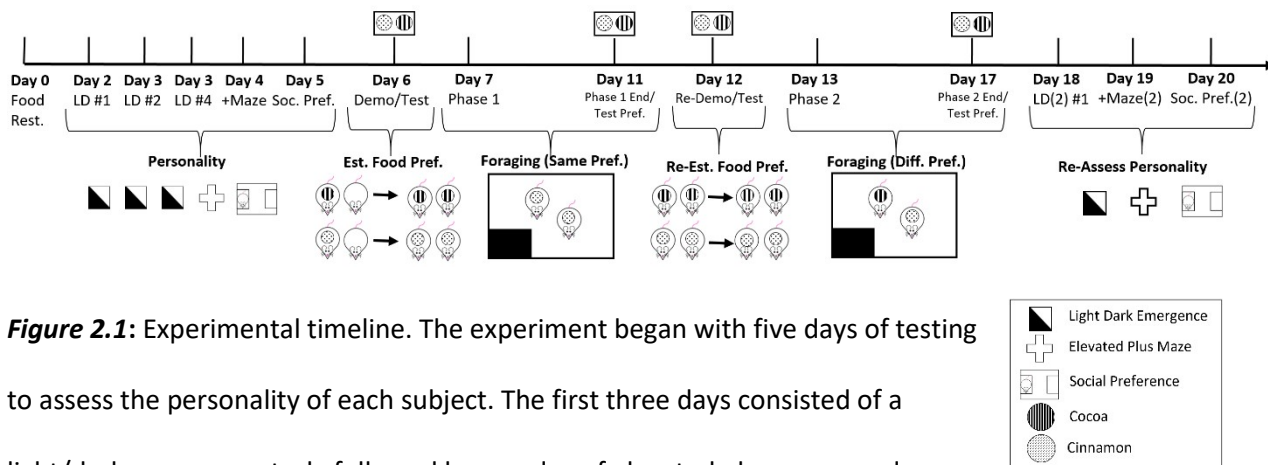 Day 0 Day 2 Day 3 Day 3 Day 4 Day 5 Day 6 Day 7 Day 11 Day 12 Day 13 Day 17 Day 18 Day 19 Day 20
Food LD #1 LD #2 LD #4 +Maze Soc. Pref. Demo/Test Phase 1 Phase 1 End/ Re-Demo/Test Phase 2 Phase 2 End/ LD(2) #1 +Maze(2) Soc. Pref.(2)
Rest. Test Pref. Test Pref.
Personality Est. Food Pref. Foraging (Same Pref.) Re-Est. Food Pref. Foraging (Diff. Pref.) Re-Assess Personality
Figure 2.1: Experimental timeline. The experiment began with five days of testing
to assess the personality of each subject. The first three days consisted of a
Light Dark Emergence
Elevated Plus Maze
Social Preference
Cocoa
Cinnamon